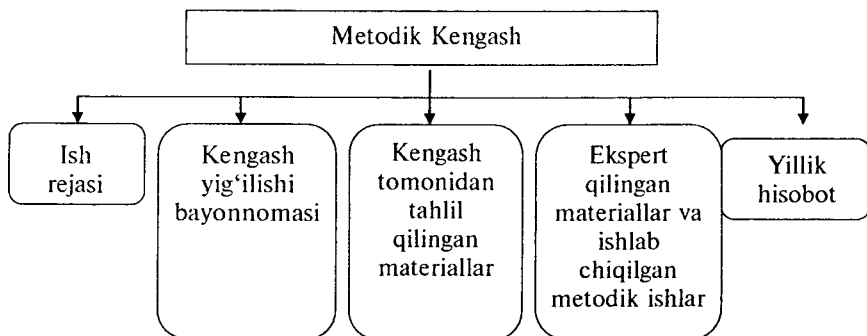 Metodik Kengash
Ish
rejasi
Kengash
yig‘ilishi
bayonnomasi
Kengash
tomonidan
tahlil
qilingan
materiallar
Ekspert
qilingan
materiallar va
ishlab
chiqilgan
metodik ishlar
Yillik
hisobot